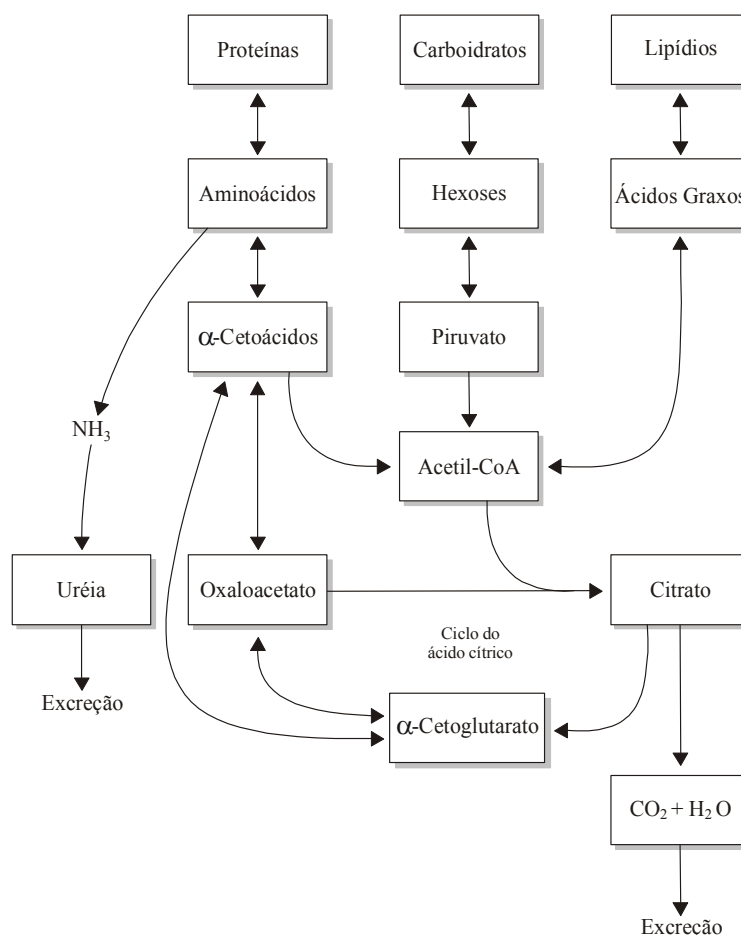 Proteínas
Carboidratos
Lipídios
Aminoácidos
Hexoses
Ácidos Graxos
α-Cetoácidos
Piruvato
NH₃
Acetil-CoA
Uréia
Oxaloacetato
Citrato
Ciclo do
ácido cítrico
Excreção
α-Cetoglutarato
CO₂ + H₂O
Excreção